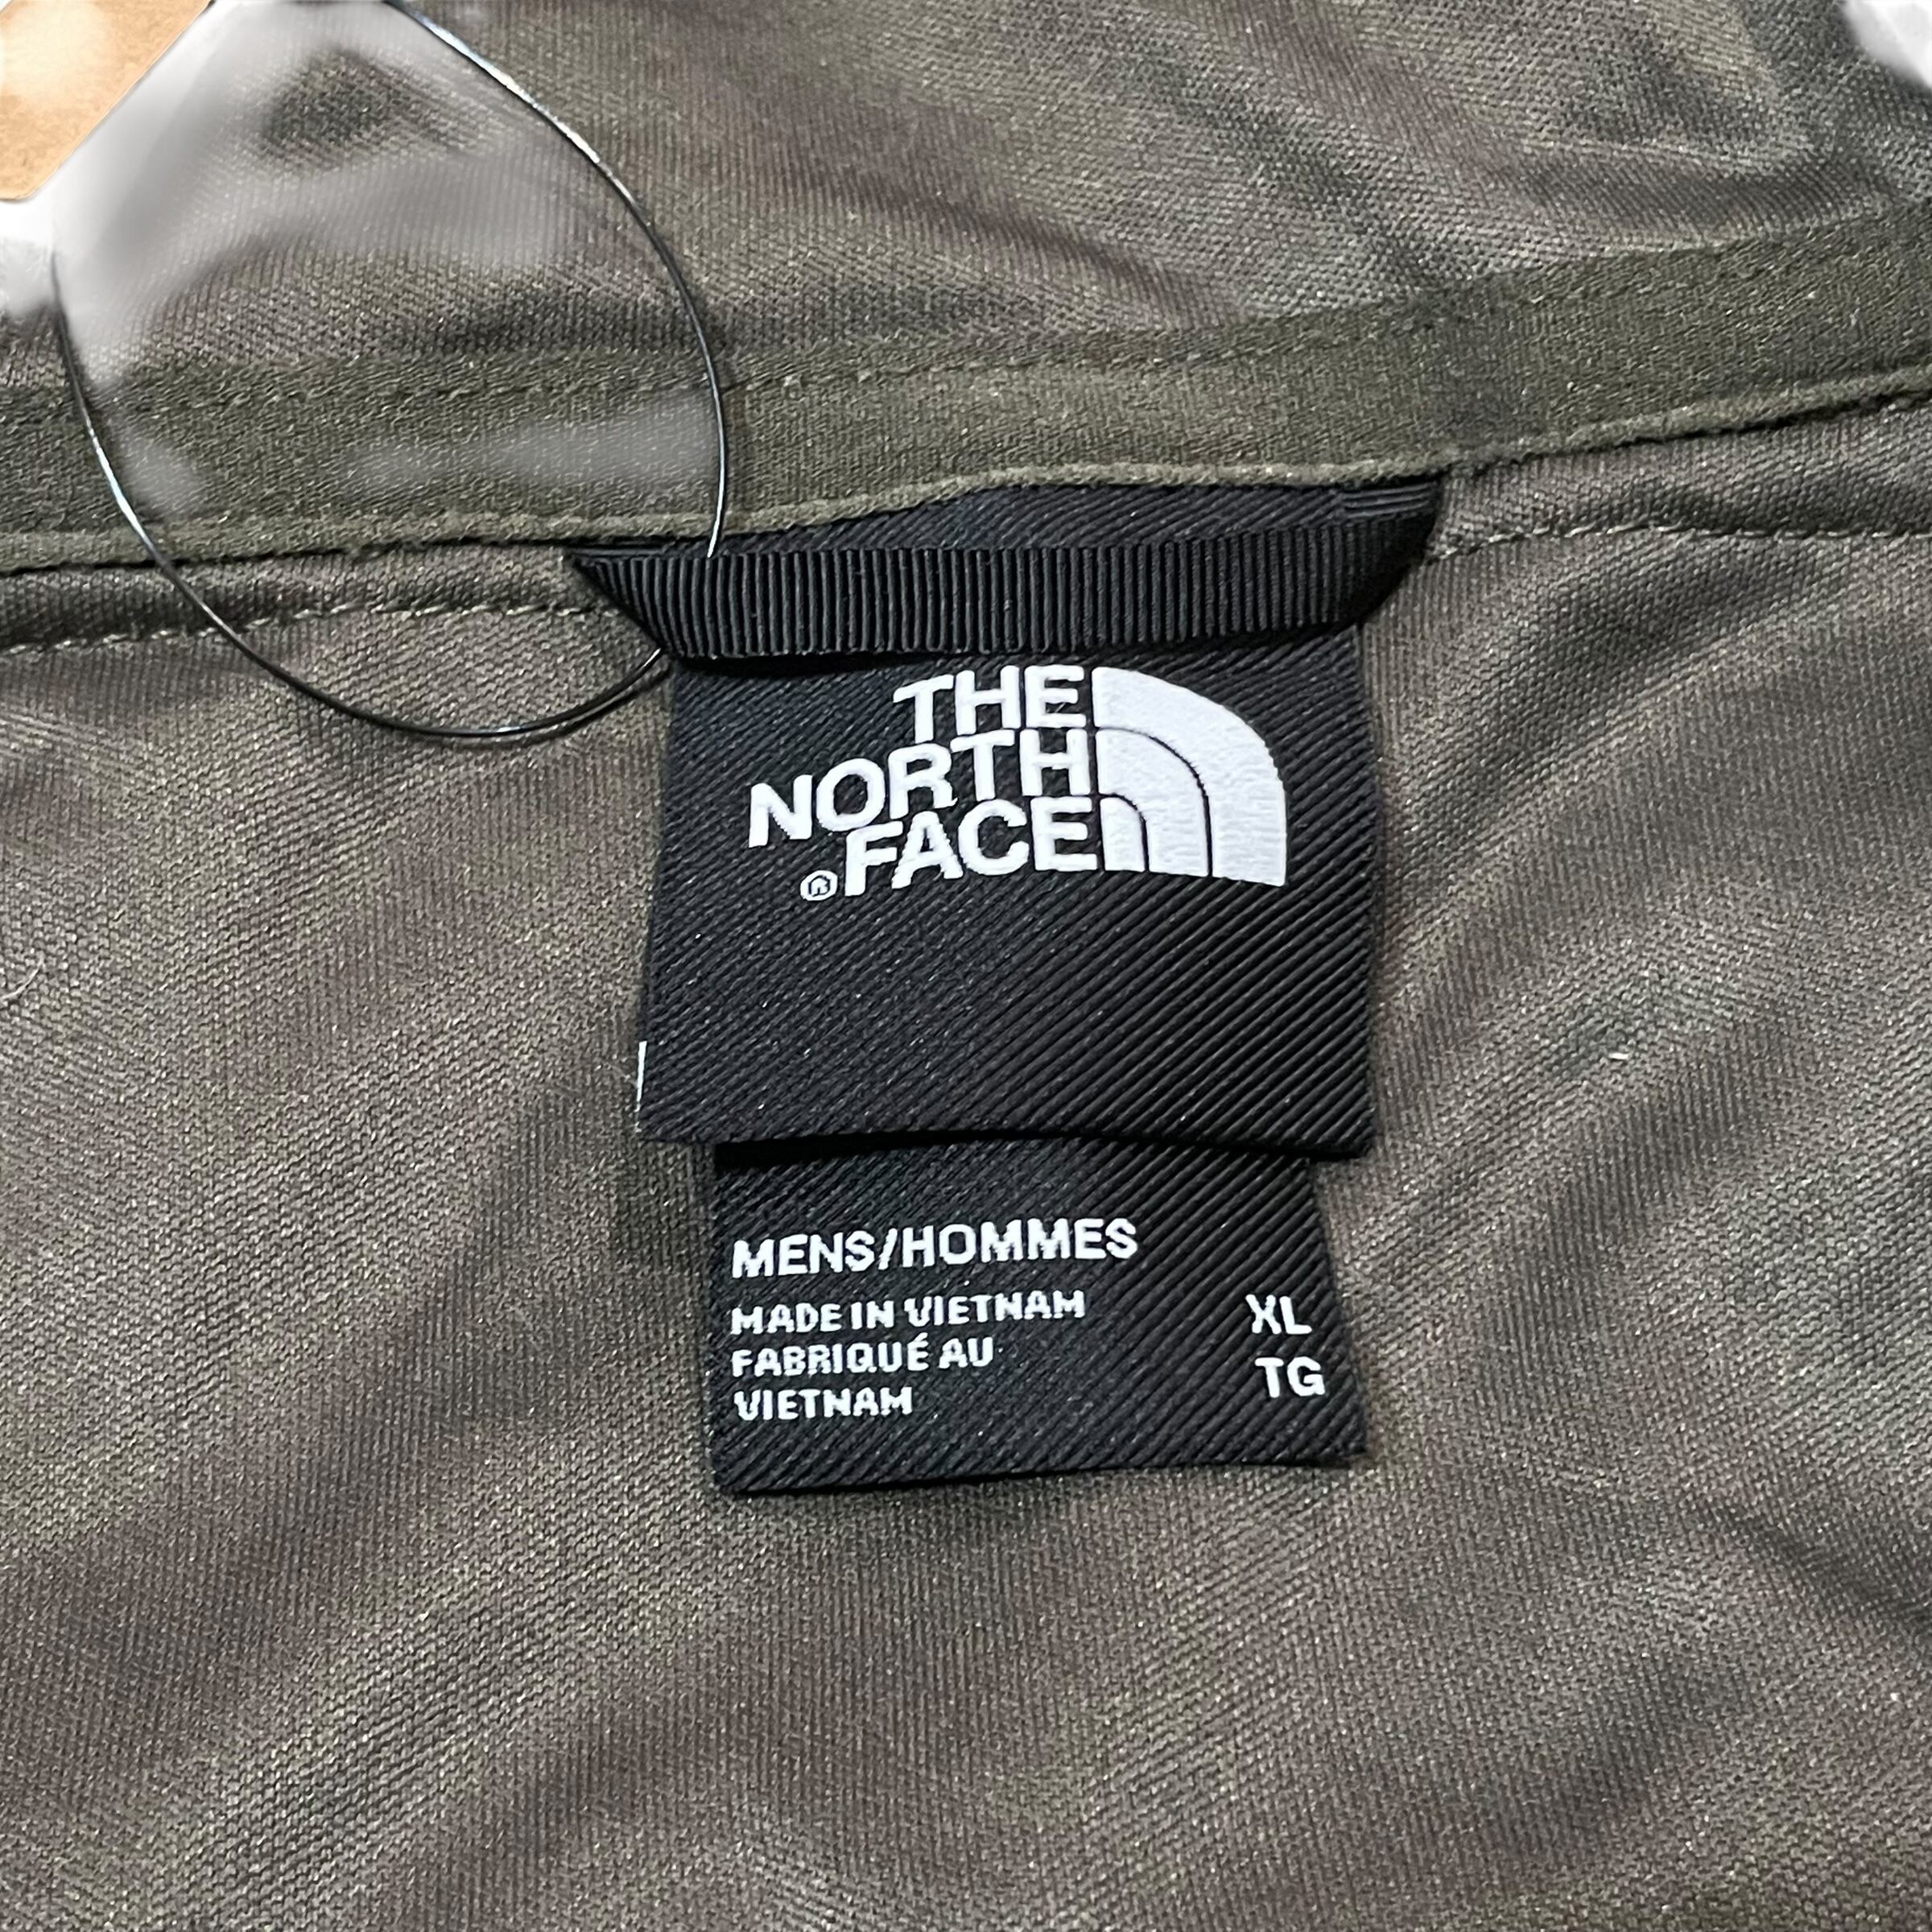 THE
NORTH
FACE
®
MENS/HOMMES
MADE IN VIETNAM
XL
FABRIQUÉ AU
VIETNAM
TG